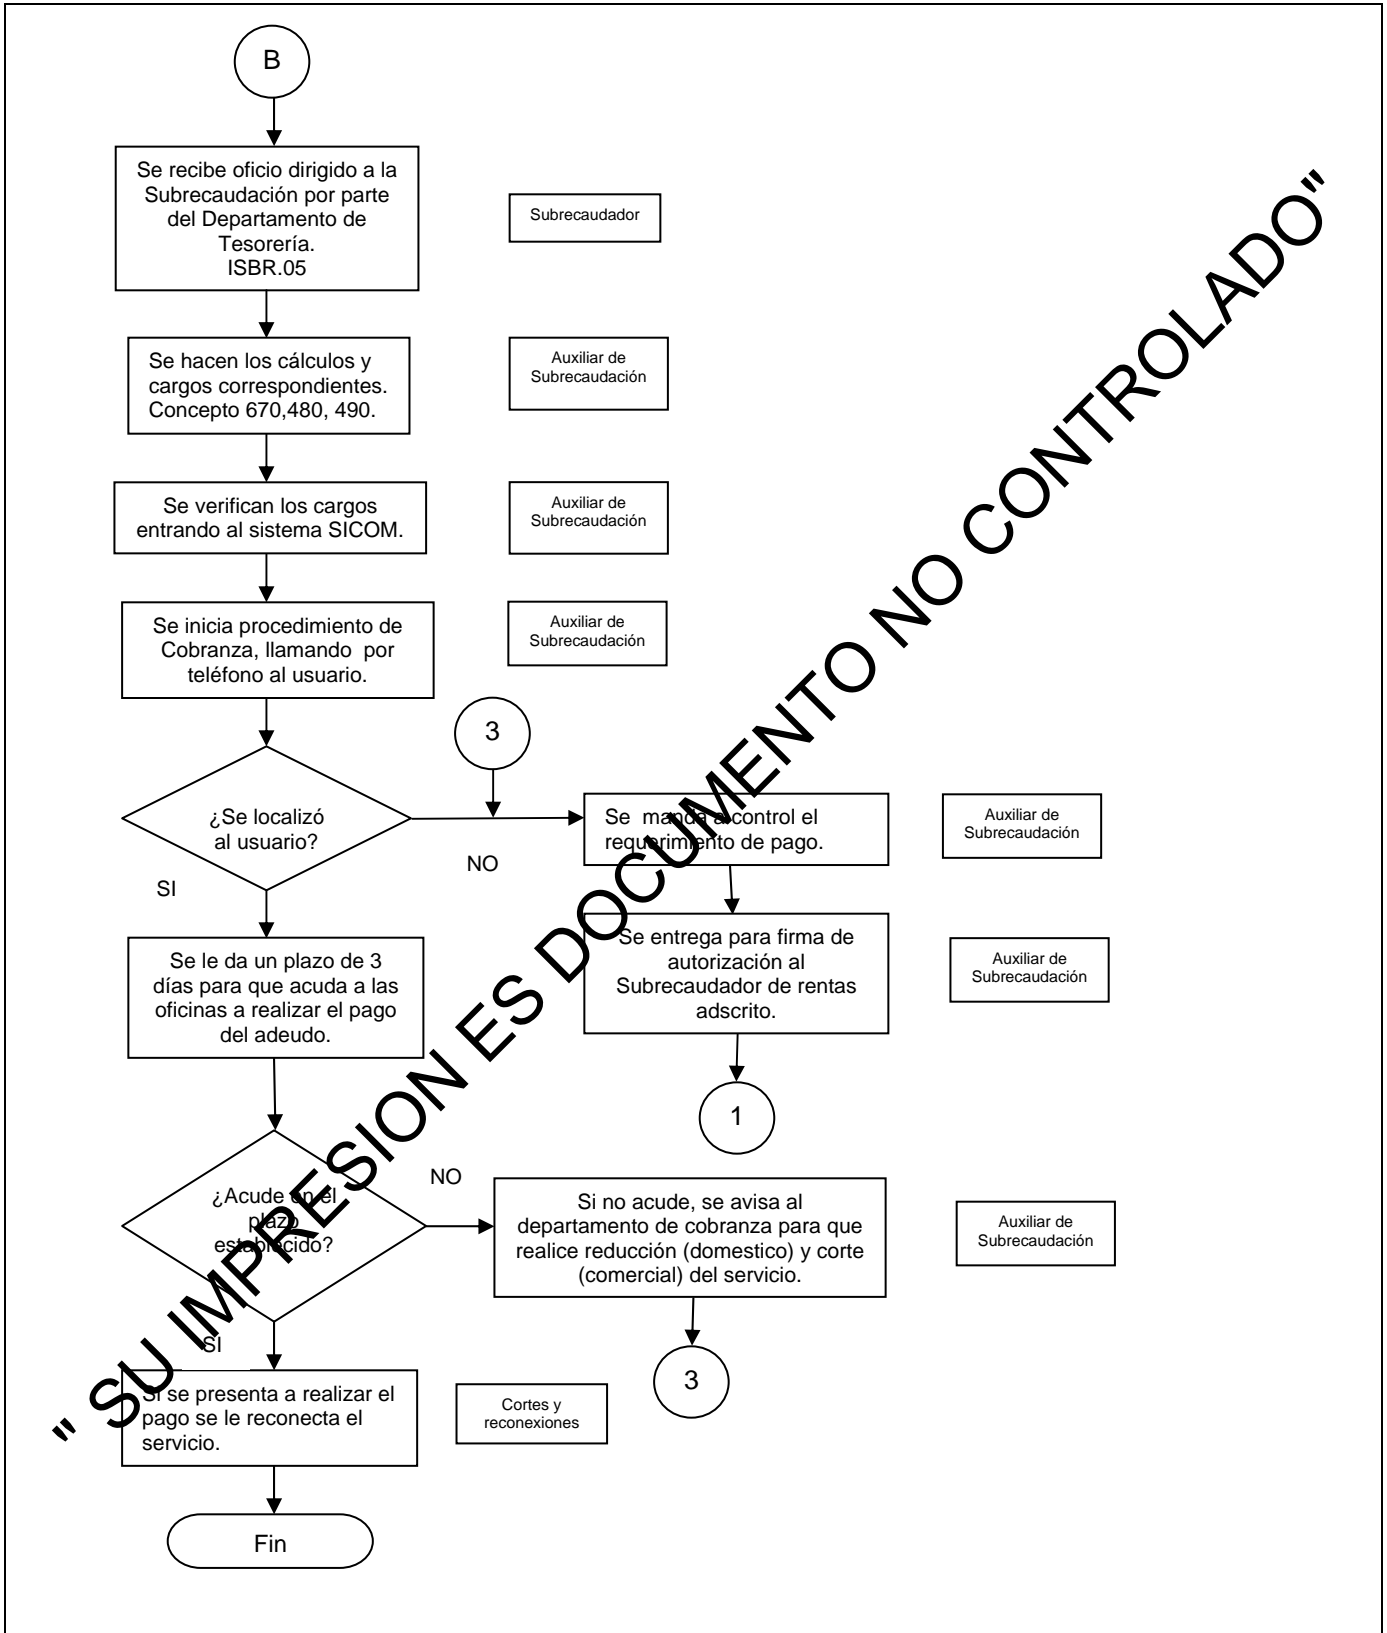 B
Se recibe oficio dirigido a la
Subrecaudación por parte
del Departamento de
Tesorería.
ISBR.05
Subrecaudador
Se hacen los cálculos y
cargos correspondientes.
Concepto 670,480, 490.
Auxiliar de
Subrecaudación
Se verifican los cargos
entrando al sistema SICOM.
Auxiliar de
Subrecaudación
Se inicia procedimiento de
Cobranza, llamando por
teléfono al usuario.
Auxiliar de
Subrecaudación
3
¿Se localizó
al usuario?
NO
SI
Se manda a control el
requerimiento de pago.
Auxiliar de
Subrecaudación
Se entrega para firma de
autorización al
Subrecaudador de rentas
adscrito.
Auxiliar de
Subrecaudación
Se le da un plazo de 3
días para que acuda a las
oficinas a realizar el pago
del adeudo.
1
¿Acude en el
plazo
establecido?
NO
SI
Si no acude, se avisa al
departamento de cobranza para que
realice reducción (domestico) y corte
(comercial) del servicio.
Auxiliar de
Subrecaudación
3
Si se presenta a realizar el
pago se le reconecta el
servicio.
Cortes y
reconexiones
Fin
" SU IMPRESION ES DOCUMENTO NO CONTROLADO"